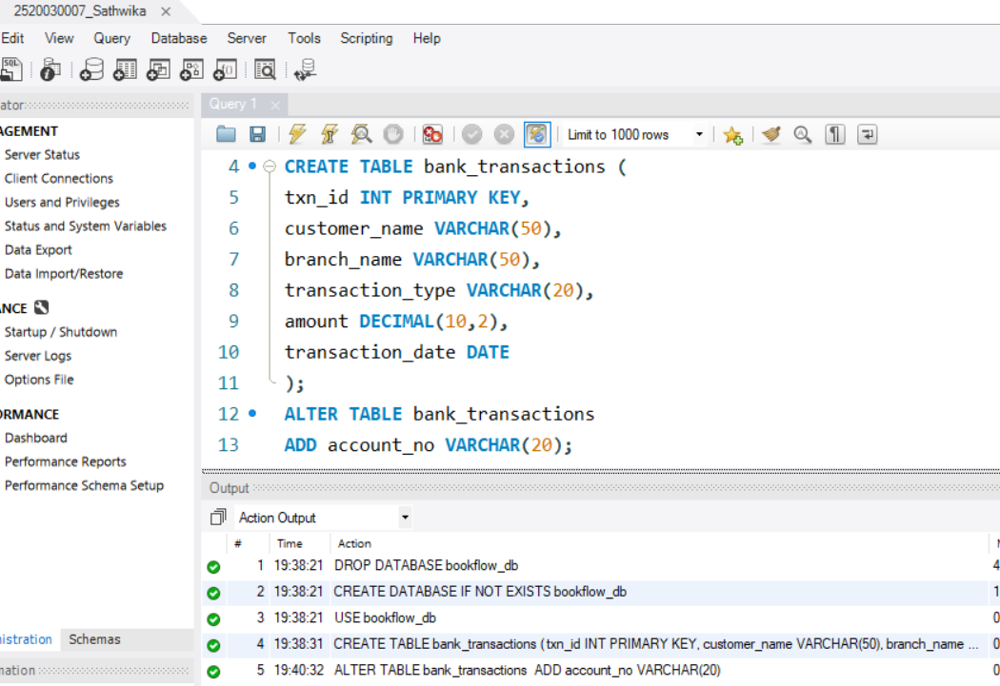 2520030007_Sathwika
Edit View Query Database Server Tools Scripting Help
Query 1
Server Status
Client Connections
Users and Privileges
Status and System Variables
Data Export
Data Import/Restore
Startup / Shutdown
Server Logs
Options File
Dashboard
Performance Reports
Performance Schema Setup
Schemas
Limit to 1000 rows
4 CREATE TABLE bank_transactions (
5 txn_id INT PRIMARY KEY,
6 customer_name VARCHAR(50),
7 branch_name VARCHAR(50),
8 transaction_type VARCHAR(20),
9 amount DECIMAL(10,2),
10 transaction_date DATE
11 );
12 ALTER TABLE bank_transactions
13 ADD account_no VARCHAR(20);
Output
Action Output
# Time Action
1 19:38:21 DROP DATABASE bookflow_db
2 19:38:21 CREATE DATABASE IF NOT EXISTS bookflow_db
3 19:38:21 USE bookflow_db
4 19:38:31 CREATE TABLE bank_transactions ( txn_id INT PRIMARY KEY, customer_name VARCHAR(50), branch_name ...
5 19:40:32 ALTER TABLE bank_transactions ADD account_no VARCHAR(20)